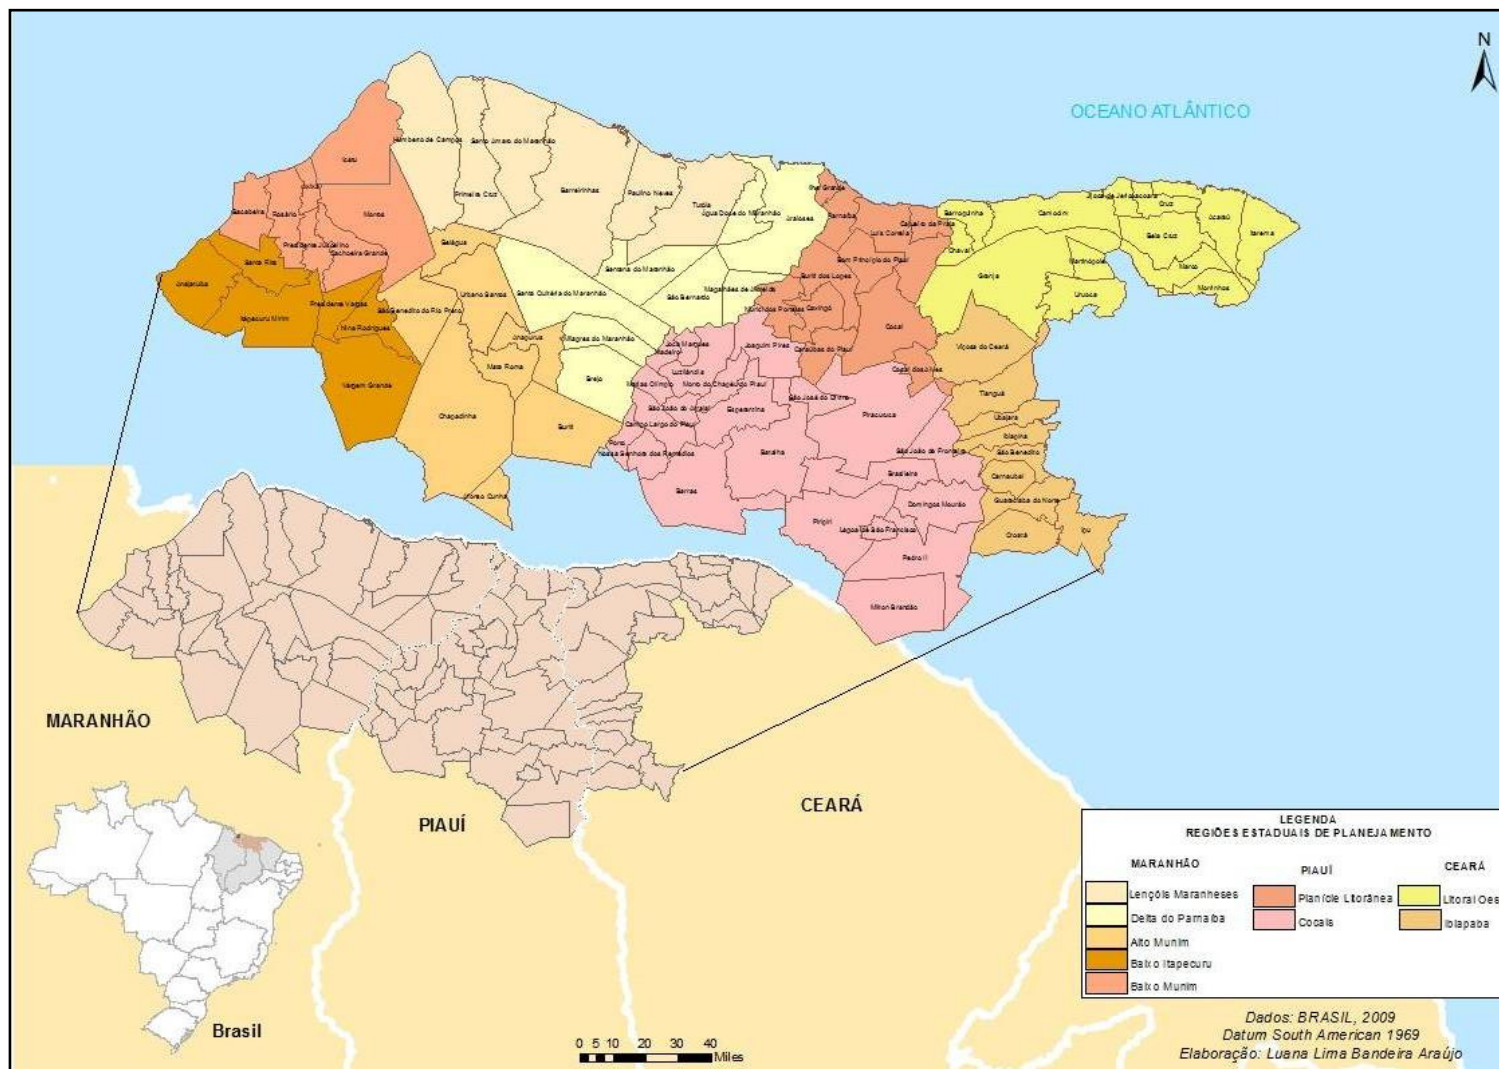 N
OCEANO ATLÂNTICO
Humberto de Campos
Santo Amaro do Maranhão
Icatu
Primeira Cruz
Barreirinhas
Paulino Neves
Tutoia
Água Doce do Maranhão
Araioses
Ilha Grande
Parnaíba
Cajueiro da Praia
Luís Correia
Barroquinha
Camocim
Jijoca de Jericoacoara
Cruz
Acaraú
Itarema
Bela Cruz
Bacabeira
Rosário
Axixá
Morros
Presidente Juscelino
Cachoeira Grande
Santa Rita
Belágua
Santana do Maranhão
Bom Princípio do Piauí
Chaval
Granja
Martinópole
Marco
Morrinhos
Uruoca
Anajatuba
Itapecuru Mirim
Presidente Vargas
Nina Rodrigues
São Benedito do Rio Preto
Urbano Santos
Santa Quitéria do Maranhão
São Bernardo
Magalhães de Almeida
Buriti dos Lopes
Murici dos Portelas
Caxingó
Cocal
Caraúbas do Piauí
Cocal dos Alves
Viçosa do Ceará
Anapurus
Milagres do Maranhão
Mata Roma
Brejo
Joca Marques
Madeiro
Joaquim Pires
Luzilândia
Matias Olímpio
Morro do Chapéu do Piauí
Vargem Grande
Chapadinha
Buriti
São João do Arraial
Esperantina
São José do Divino
Piracuruca
Tianguá
Ubajara
Ibiapina
São Benedito
Campo Largo do Piauí
Porto
Nossa Senhora dos Remédios
Batalha
São João da Fronteira
Brasileira
Carnaubal
Guaraciaba do Norte
Afonso Cunha
Barras
Domingos Mourão
Piripiri
Lagoa de São Francisco
Croatá
Ipu
Pedro II
Milton Brandão
MARANHÃO
PIAUÍ
CEARÁ
Brasil
LEGENDA
REGIÕES ESTADUAIS DE PLANEJAMENTO
MARANHÃO
PIAUÍ
CEARÁ
Lençóis Maranheses
Delta do Parnaíba
Alto Munim
Baixo Itapecuru
Baixo Munim
Planície Litorânea
Cocais
Litoral Oes
Ibiapaba
0 5 10 20 30 40
Miles
Dados: BRASIL, 2009
Datum South American 1969
Elaboração: Luana Lima Bandeira Araújo